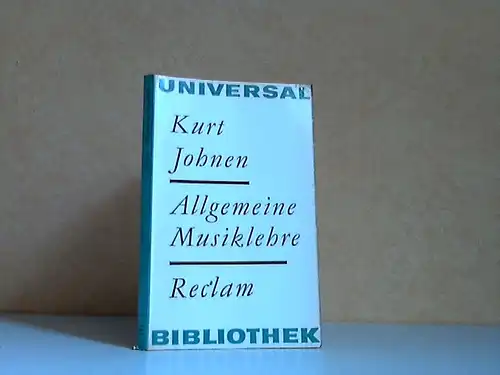 UNIVERSAL
Kurt
Johnen
Allgemeine
Musiklehre
Reclam
BIBLIOTHEK